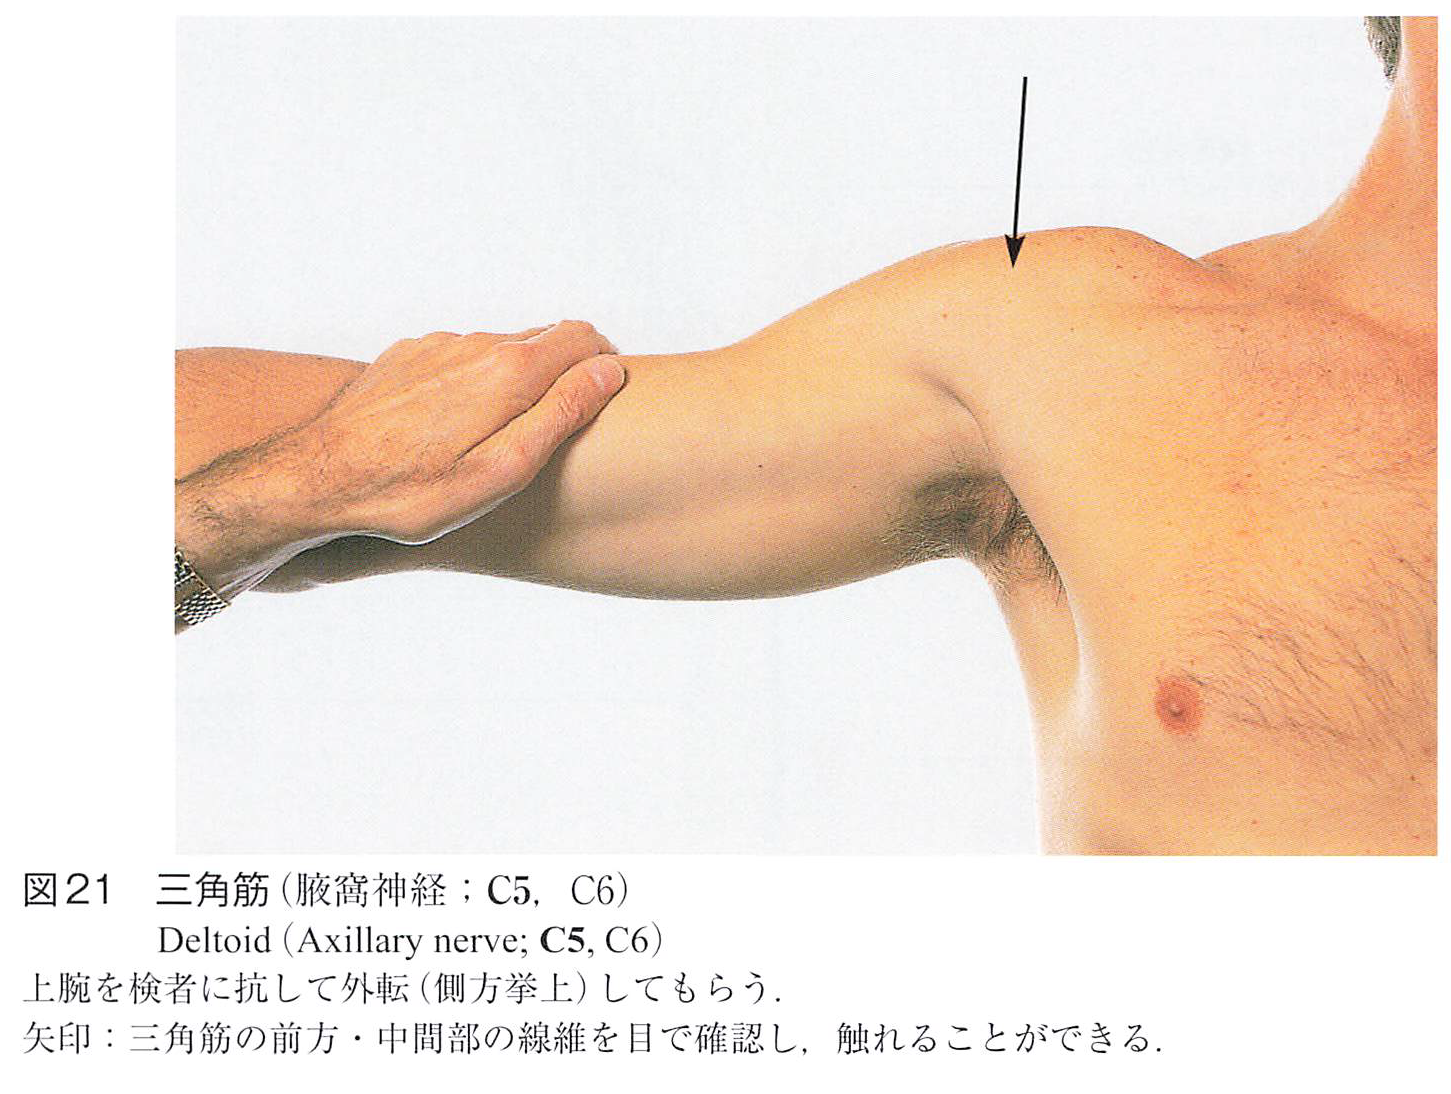 図21 三角筋（腋窩神経；C5，C6）
Deltoid (Axillary nerve; C5, C6)
上腕を検者に抗して外転（側方挙上）してもらう．
矢印：三角筋の前方・中間部の線維を目で確認し，触れることができる．